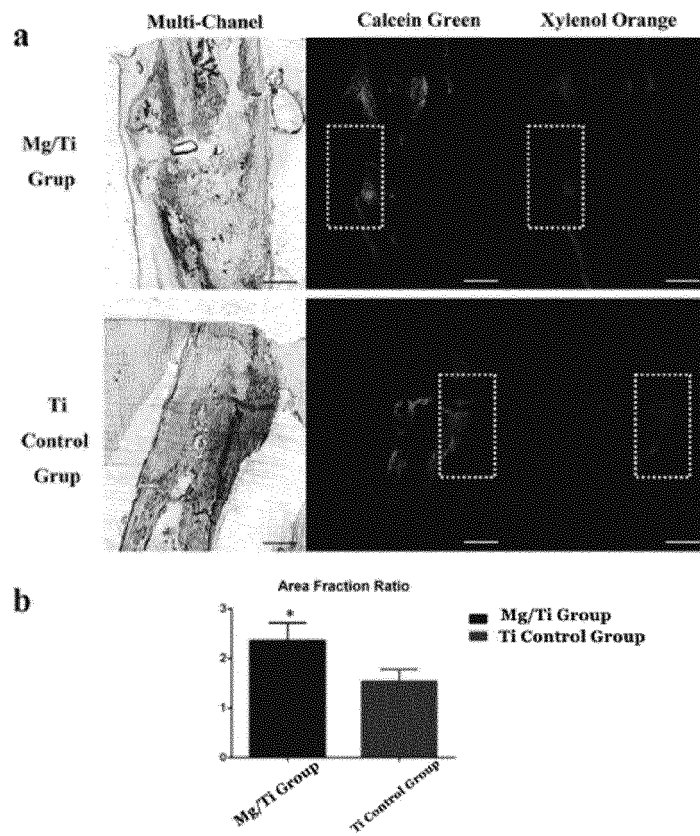 a
Multi-Chanel Calcein Green Xylenol Orange
Mg/Ti
Grup
Ti
Control
Grup
b
Area Fraction Ratio
3
2
1
0
*
Mg/Ti Group
Ti Control Group
Mg/Ti Group
Ti Control Group